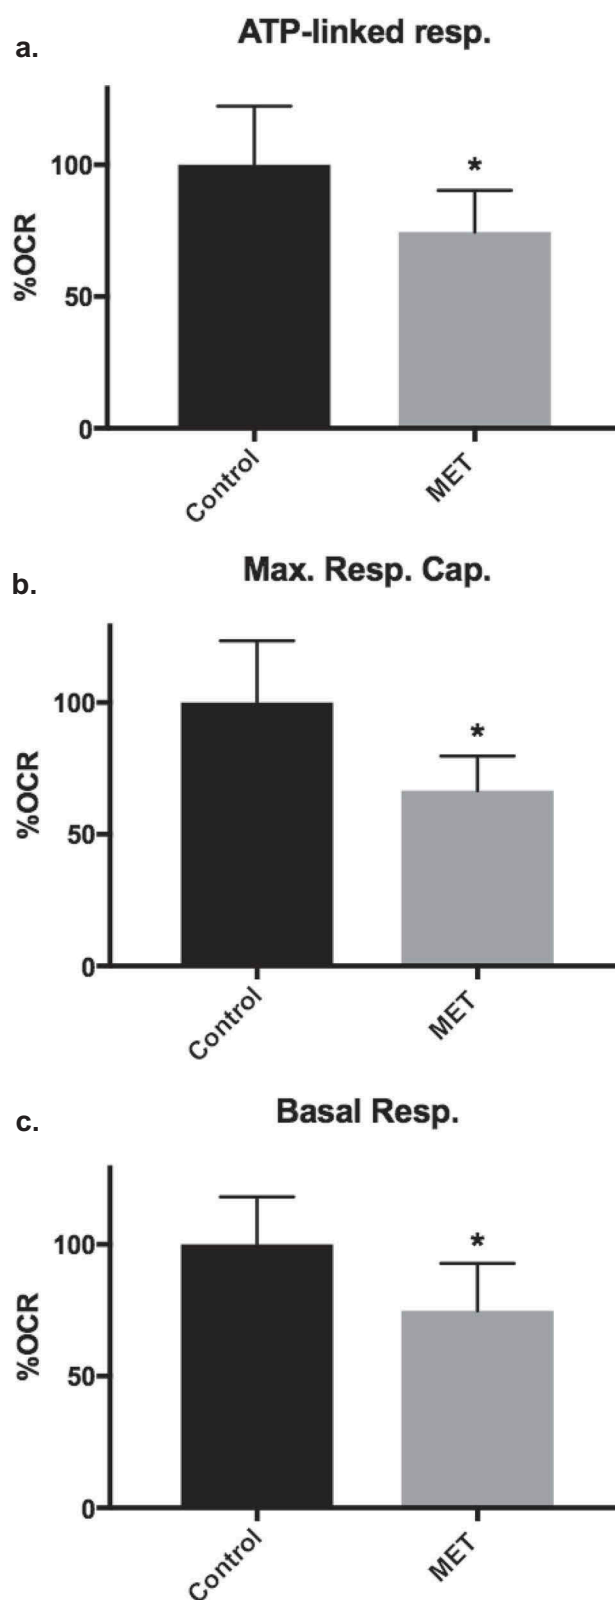 a.
ATP-linked resp.
%OCR
100
50
0
Control
MET
*
b.
Max. Resp. Cap.
%OCR
100
50
0
Control
MET
*
c.
Basal Resp.
%OCR
100
50
0
Control
MET
*